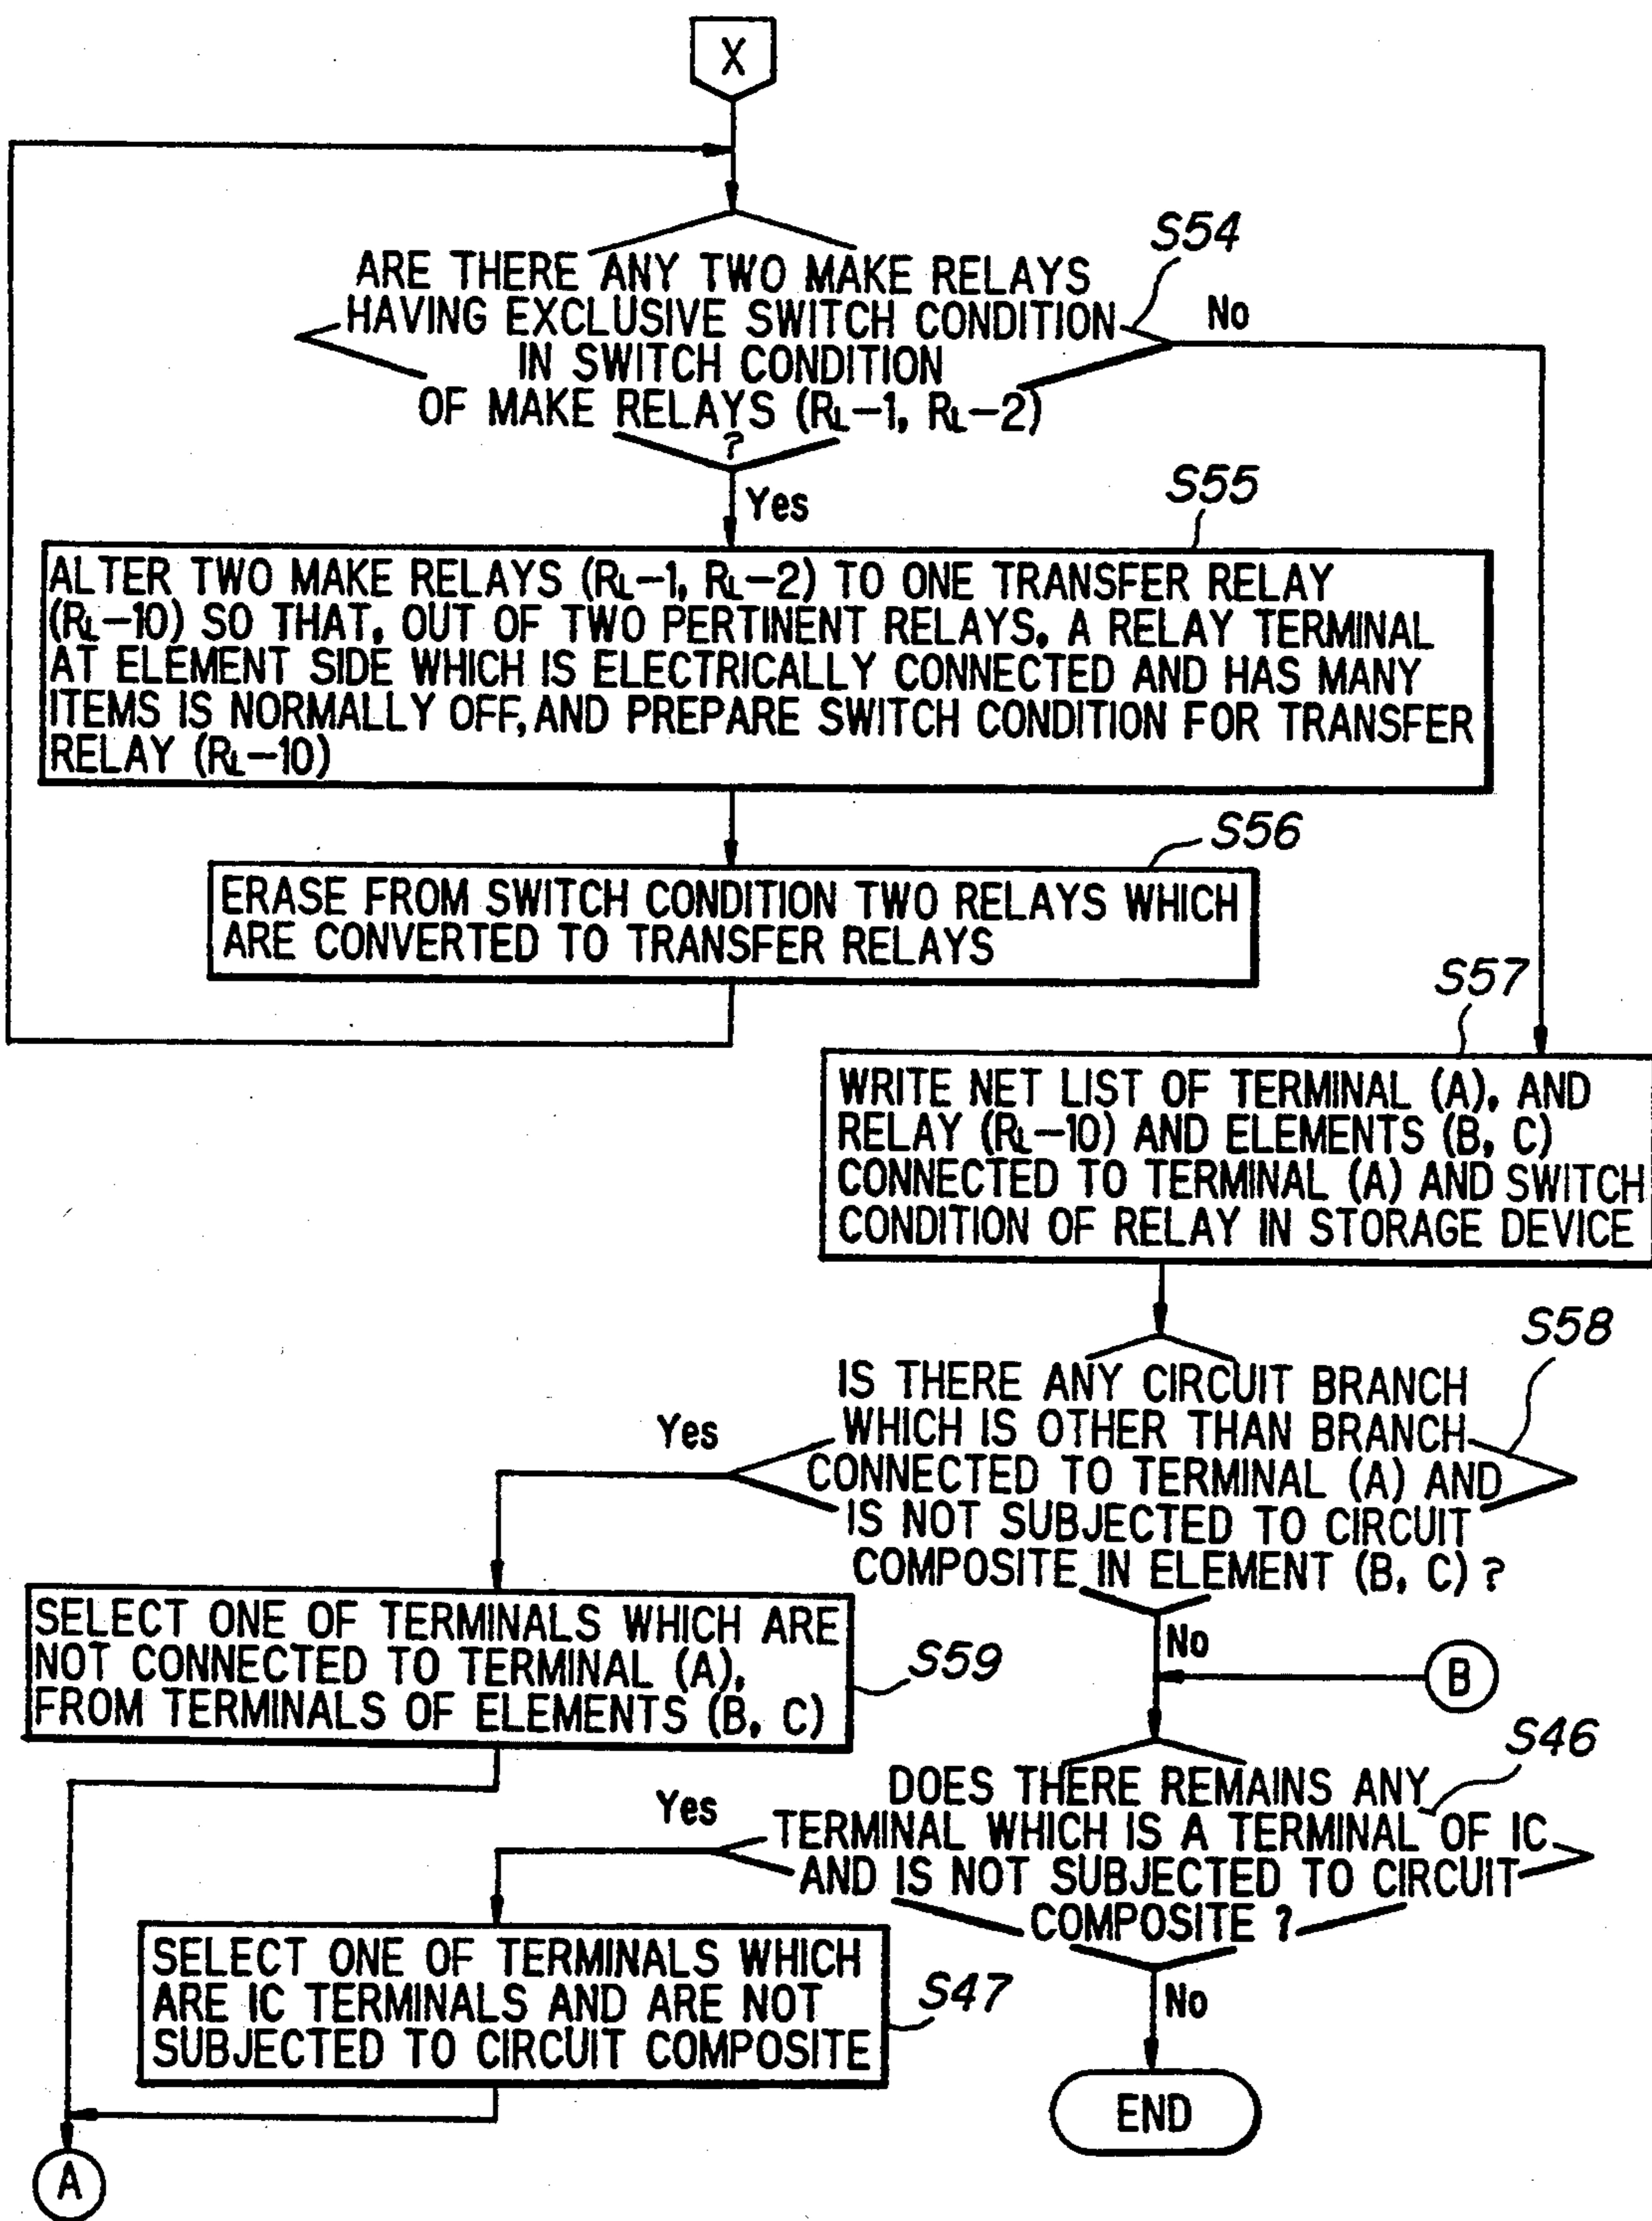 X
S54
ARE THERE ANY TWO MAKE RELAYS
HAVING EXCLUSIVE SWITCH CONDITION
IN SWITCH CONDITION
OF MAKE RELAYS (RL-1, RL-2)
?
No
Yes
S55
ALTER TWO MAKE RELAYS (RL-1, RL-2) TO ONE TRANSFER RELAY
(RL-10) SO THAT, OUT OF TWO PERTINENT RELAYS, A RELAY TERMINAL
AT ELEMENT SIDE WHICH IS ELECTRICALLY CONNECTED AND HAS MANY
ITEMS IS NORMALLY OFF, AND PREPARE SWITCH CONDITION FOR TRANSFER
RELAY (RL-10)
S56
ERASE FROM SWITCH CONDITION TWO RELAYS WHICH
ARE CONVERTED TO TRANSFER RELAYS
S57
WRITE NET LIST OF TERMINAL (A), AND
RELAY (RL-10) AND ELEMENTS (B, C)
CONNECTED TO TERMINAL (A) AND SWITCH
CONDITION OF RELAY IN STORAGE DEVICE
S58
IS THERE ANY CIRCUIT BRANCH
WHICH IS OTHER THAN BRANCH
CONNECTED TO TERMINAL (A) AND
IS NOT SUBJECTED TO CIRCUIT
COMPOSITE IN ELEMENT (B, C) ?
Yes
No
SELECT ONE OF TERMINALS WHICH ARE
NOT CONNECTED TO TERMINAL (A),
FROM TERMINALS OF ELEMENTS (B, C)
S59
B
S46
DOES THERE REMAINS ANY
TERMINAL WHICH IS A TERMINAL OF IC
AND IS NOT SUBJECTED TO CIRCUIT
COMPOSITE ?
Yes
No
SELECT ONE OF TERMINALS WHICH
ARE IC TERMINALS AND ARE NOT
SUBJECTED TO CIRCUIT COMPOSITE
S47
END
A